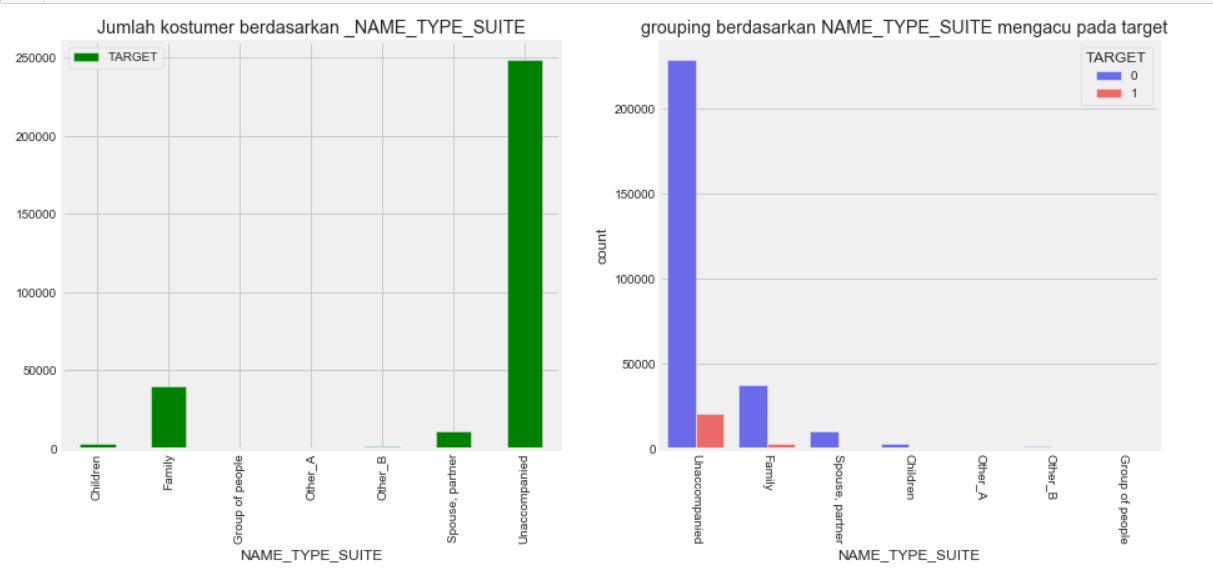 Jumlah kostumer berdasarkan _NAME_TYPE_SUITE
TARGET
250000
200000
150000
100000
50000
0
Children
Family
Group of people
Other_A
Other_B
Spouse, partner
Unaccompanied
NAME_TYPE_SUITE
grouping berdasarkan NAME_TYPE_SUITE mengacu pada target
TARGET
0
1
count
200000
150000
100000
50000
0
Unaccompanied
Family
Spouse, partner
Children
Other_A
Other_B
Group of people
NAME_TYPE_SUITE